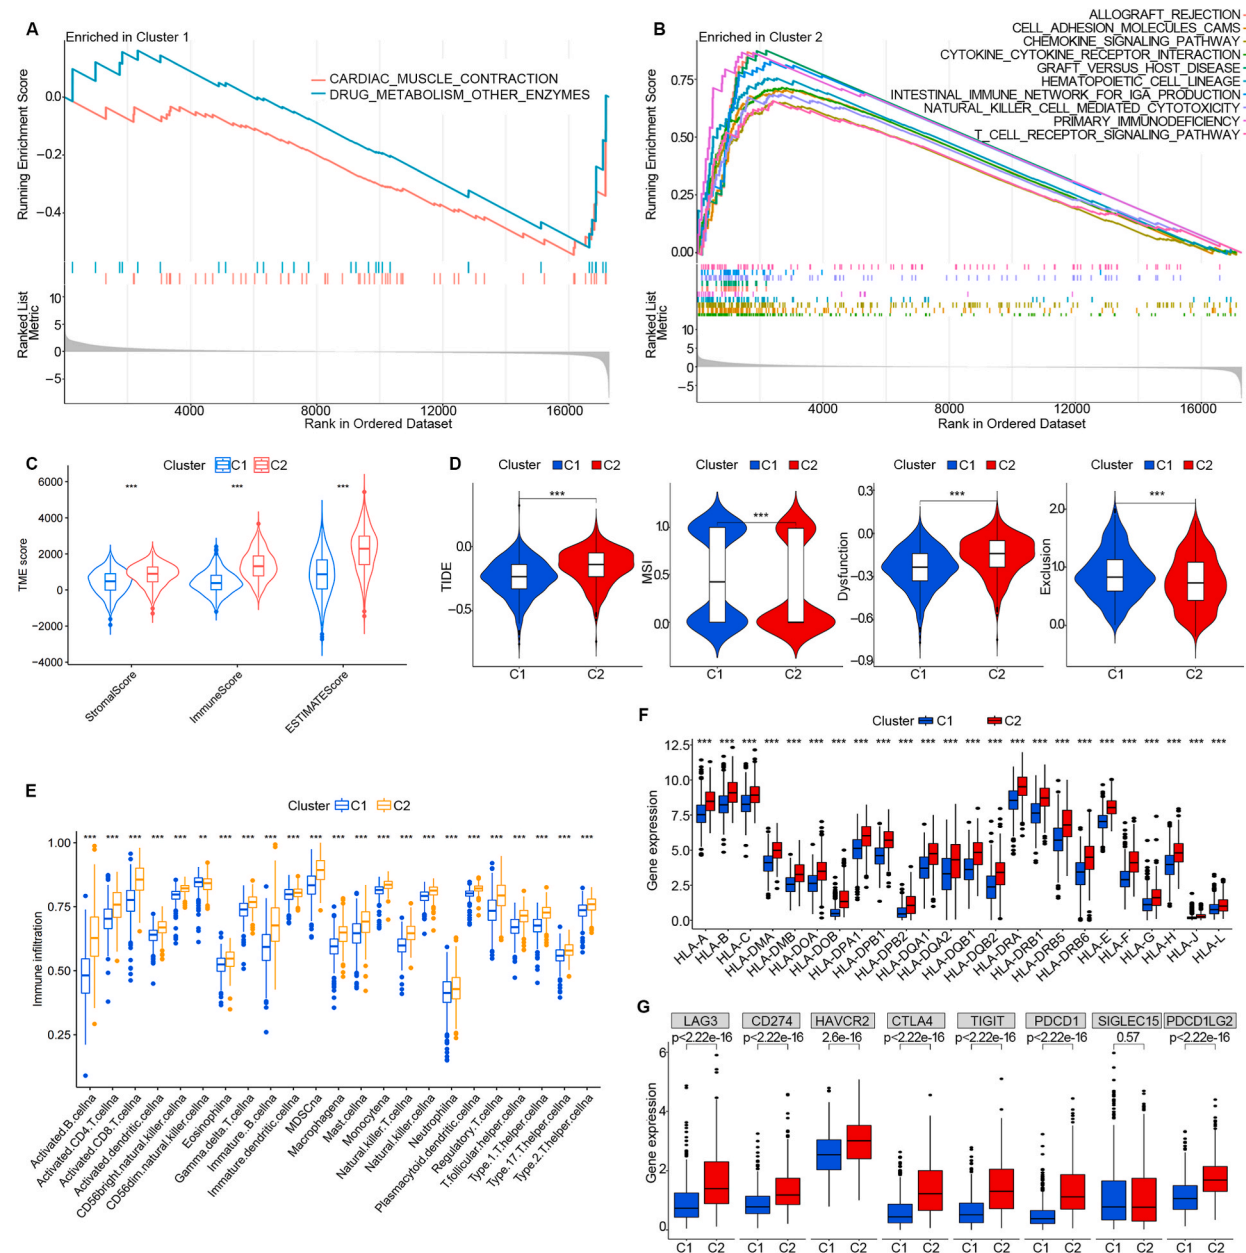 A
Enriched in Cluster 1
Running Enrichment Score
0.0
−0.2
−0.4
CARDIAC_MUSCLE_CONTRACTION
DRUG_METABOLISM_OTHER_ENZYMES
Ranked List
Metric
10
5
0
−5
4000
8000
12000
16000
Rank in Ordered Dataset
B
Enriched in Cluster 2
Running Enrichment Score
0.75
0.50
0.25
0.00
ALLOGRAFT_REJECTION
CELL_ADHESION_MOLECULES_CAMS
CHEMOKINE_SIGNALING_PATHWAY
CYTOKINE_CYTOKINE_RECEPTOR_INTERACTION
GRAFT_VERSUS_HOST_DISEASE
HEMATOPOIETIC_CELL_LINEAGE
INTESTINAL_IMMUNE_NETWORK_FOR_IGA_PRODUCTION
NATURAL_KILLER_CELL_MEDIATED_CYTOTOXICITY
PRIMARY_IMMUNODEFICIENCY
T_CELL_RECEPTOR_SIGNALING_PATHWAY
Ranked List
Metric
10
5
0
−5
4000
8000
12000
16000
Rank in Ordered Dataset
C
Cluster C1 C2
TME score
6000
4000
2000
0
−2000
−4000
*** *** ***
StromalScore
ImmuneScore
ESTIMATEScore
D
Cluster C1 C2
TIDE
0.0
−0.5
***
C1 C2
Cluster C1 C2
MSI
1.0
0.5
0.0
***
C1 C2
Cluster C1 C2
Dysfunction
0.3
0.0
−0.3
−0.6
−0.9
***
C1 C2
Cluster C1 C2
Exclusion
2.0
1.0
0.0
***
C1 C2
E
Cluster C1 C2
Immune infiltration
1.00
0.75
0.50
0.25
*** *** *** *** *** ** *** *** *** *** *** *** *** *** *** *** *** *** *** *** *** *** ***
Activated.B.cellna
Activated.CD4.T.cellna
Activated.CD8.T.cellna
Activated.dendritic.cellna
CD56bright.natural.killer.cellna
CD56dim.natural.killer.cellna
Eosinophilna
Gamma.delta.T.cellna
Immature..B.cellna
Immature.dendritic.cellna
MDSCna
Macrophagena
Mast.cellna
Monocytena
Natural.killer.T.cellna
Natural.killer.cellna
Neutrophilna
Plasmacytoid.dendritic.cellna
Regulatory.T.cellna
T.follicular.helper.cellna
Type.1.T.helper.cellna
Type.17.T.helper.cellna
Type.2.T.helper.cellna
F
Cluster C1 C2
Gene expression
12.5
10.0
7.5
5.0
2.5
0.0
*** *** *** *** *** *** *** *** *** *** *** *** *** *** *** *** *** *** *** *** *** *** *** ***
HLA-A
HLA-B
HLA-C
HLA-DMA
HLA-DMB
HLA-DOA
HLA-DOB
HLA-DPA1
HLA-DPB1
HLA-DPB2
HLA-DQA1
HLA-DQA2
HLA-DQB1
HLA-DQB2
HLA-DRA
HLA-DRB1
HLA-DRB5
HLA-DRB6
HLA-E
HLA-F
HLA-G
HLA-H
HLA-J
HLA-L
G
LAG3 CD274 HAVCR2 CTLA4 TIGIT PDCD1 SIGLEC15 PDCD1LG2
p<2.22e-16 p<2.22e-16 2.6e-16 p<2.22e-16 p<2.22e-16 p<2.22e-16 0.57 p<2.22e-16
Gene expression
6
4
2
0
C1 C2 C1 C2 C1 C2 C1 C2 C1 C2 C1 C2 C1 C2 C1 C2